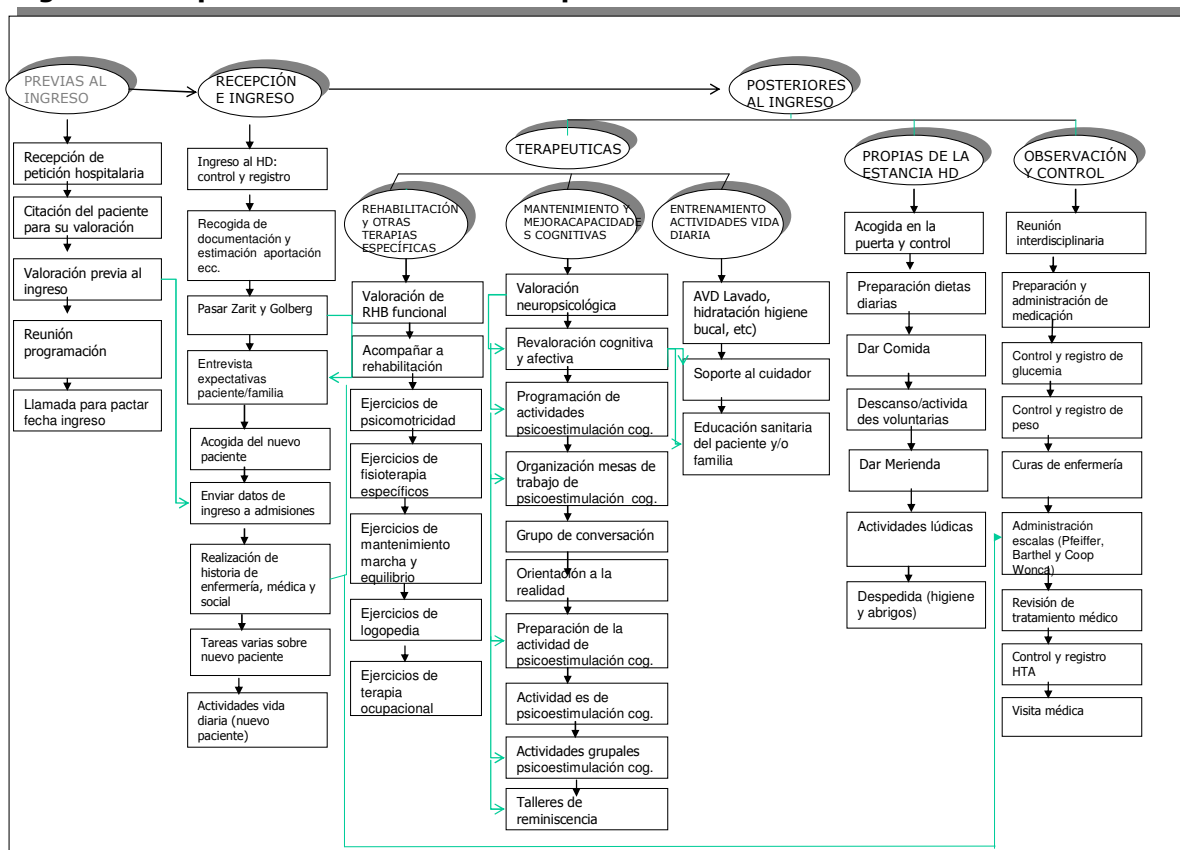 PREVIAS AL
INGRESO
RECEPCIÓN
E INGRESO
POSTERIORES
AL INGRESO
TERAPEUTICAS
PROPIAS DE LA
ESTANCIA HD
OBSERVACIÓN
Y CONTROL
REHABILITACIÓN
y OTRAS
TERAPIAS
ESPECÍFICAS
MANTENIMIENTO Y
MEJORACAPACIDADE
S COGNITIVAS
ENTRENAMIENTO
ACTIVIDADES VIDA
DIARIA
Recepción de
petición hospitalaria
Citación del paciente
para su valoración
Valoración previa al
ingreso
Reunión
programación
Llamada para pactar
fecha ingreso
Ingreso al HD:
control y registro
Recogida de
documentación y
estimación aportación
ecc.
Pasar Zarit y Golberg
Entrevista
expectativas
paciente/familia
Acogida del nuevo
paciente
Enviar datos de
ingreso a admisiones
Realización de
historia de
enfermería, médica y
social
Tareas varias sobre
nuevo paciente
Actividades vida
diaria (nuevo
paciente)
Valoración de
RHB funcional
Acompañar a
rehabilitación
Ejercicios de
psicomotricidad
Ejercicios de
fisioterapia
específicos
Ejercicios de
mantenimiento
marcha y
equilibrio
Ejercicios de
logopedia
Ejercicios de
terapia
ocupacional
Valoración
neuropsicológica
Revaloración cognitiva
y afectiva
Programación de
actividades
psicoestimulación cog.
Organización mesas de
trabajo de
psicoestimulación cog.
Grupo de conversación
Orientación a la
realidad
Preparación de la
actividad de
psicoestimulación cog.
Actividad es de
psicoestimulación cog.
Actividades grupales
psicoestimulación cog.
Talleres de
reminiscencia
AVD Lavado,
hidratación higiene
bucal, etc)
Soporte al cuidador
Educación sanitaria
del paciente y/o
familia
Acogida en la
puerta y control
Preparación dietas
diarias
Dar Comida
Descanso/activida
des voluntarias
Dar Merienda
Actividades lúdicas
Despedida (higiene
y abrigos)
Reunión
interdisciplinaria
Preparación y
administración de
medicación
Control y registro de
glucemia
Control y registro de
peso
Curas de enfermería
Administración
escalas (Pfeiffer,
Barthel y Coop
Wonca)
Revisión de
tratamiento médico
Control y registro
HTA
Visita médica